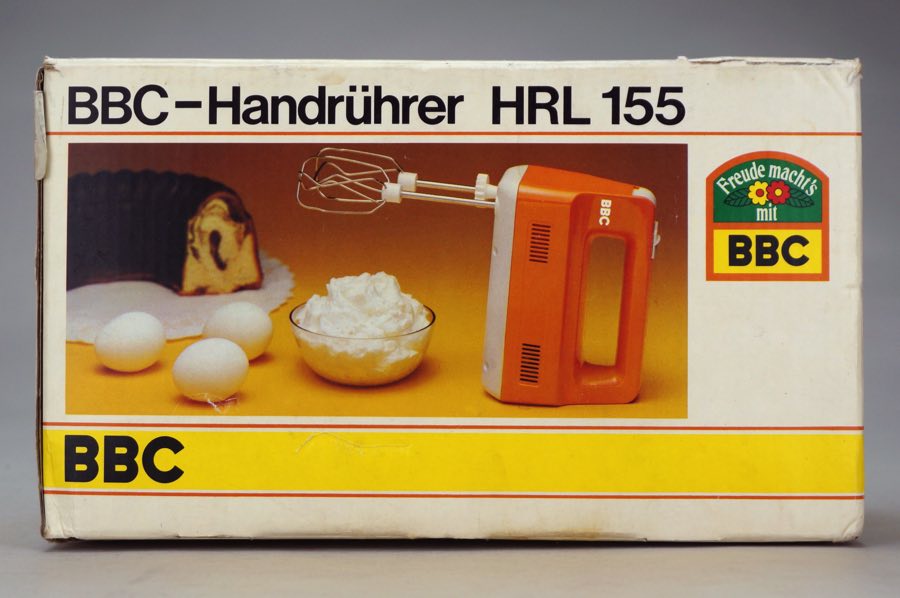 BBC-Handrührer HRL 155
BBC
Freude macht's
mit
BBC
BBC